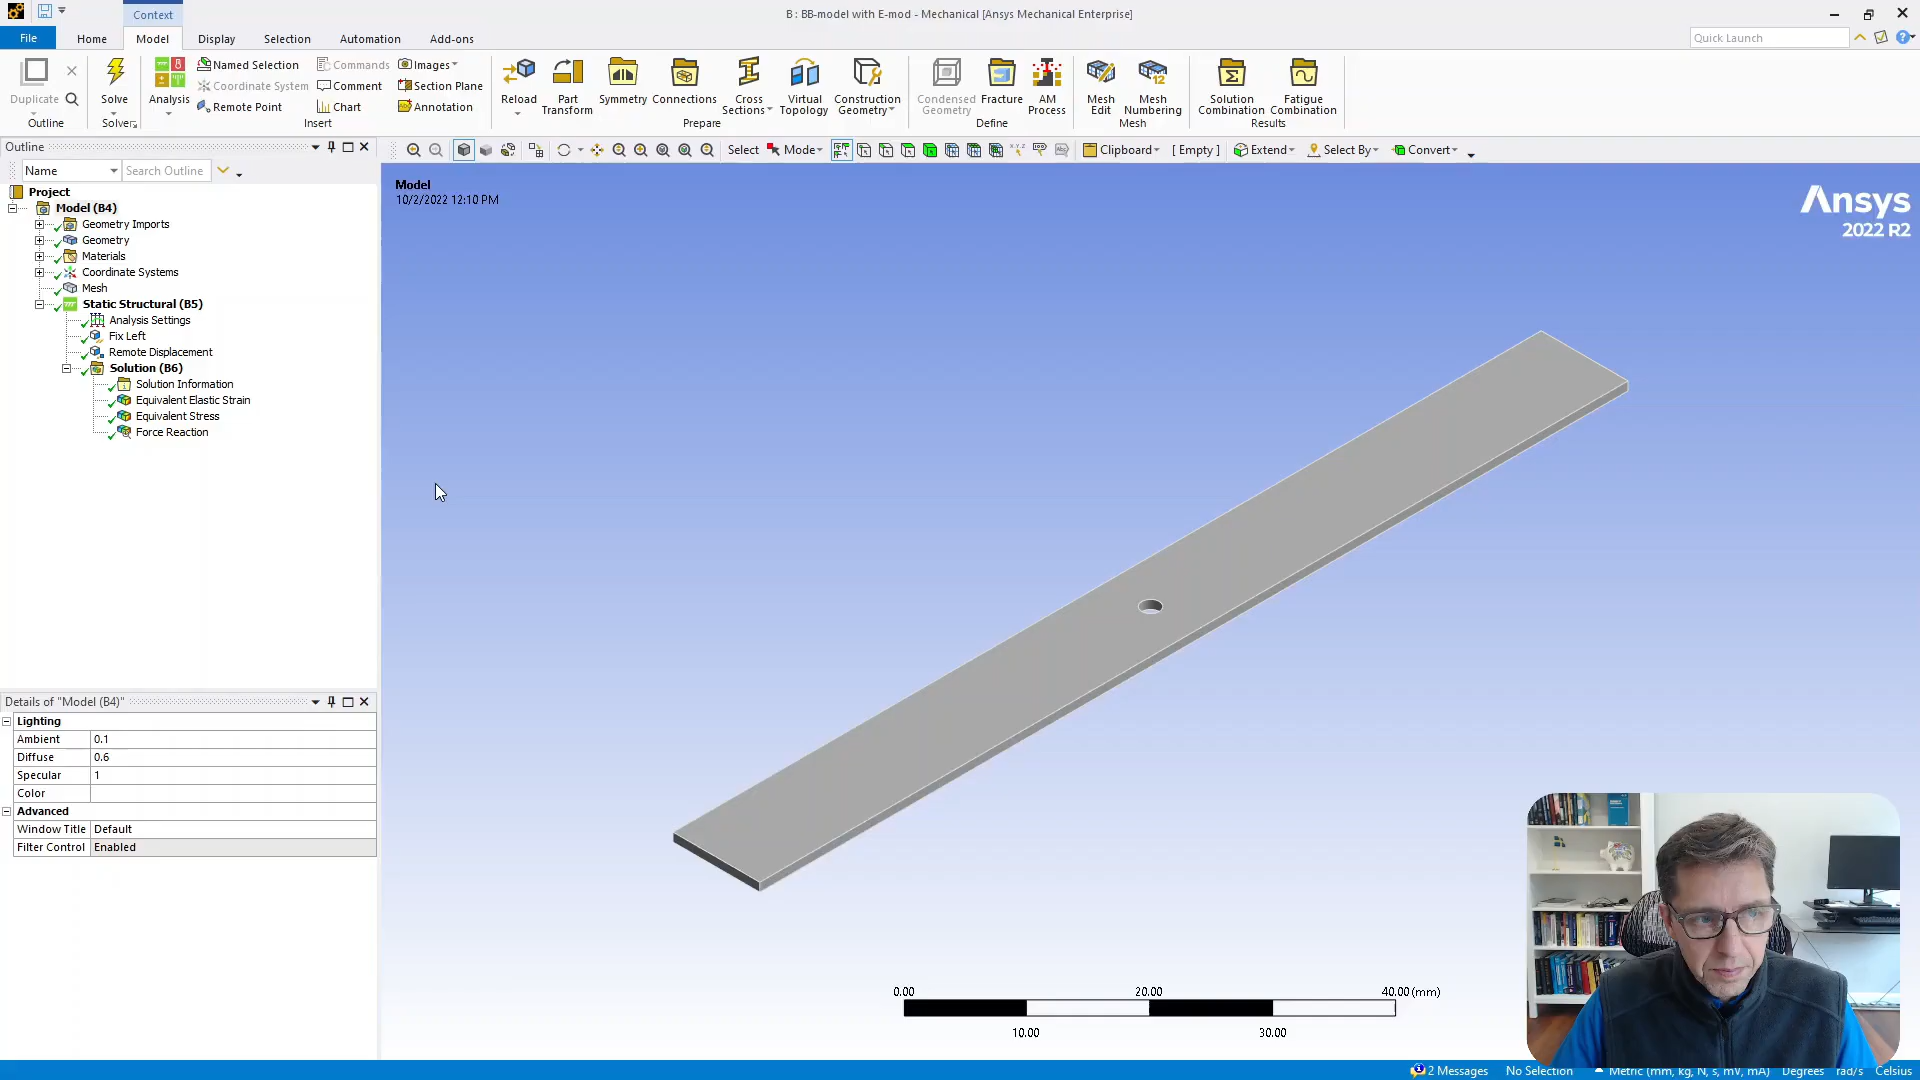 Context
B : BB-model with E-mod - Mechanical [Ansys Mechanical Enterprise]
File
Home
Model
Display
Selection
Automation
Add-ons
Quick Launch
Duplicate
Outline
Solve
Solver
Analysis
Named Selection
Coordinate System
Remote Point
Commands
Comment
Chart
Insert
Images
Section Plane
Annotation
Reload
Part
Transform
Symmetry
Connections
Cross
Sections
Virtual
Topology
Construction
Geometry
Prepare
Condensed
Geometry
Fracture
AM
Process
Define
Mesh
Edit
Mesh
Numbering
Mesh
Solution
Combination
Fatigue
Combination
Results
Outline
Name
Search Outline
Select
Mode
Clipboard
[ Empty ]
Extend
Select By
Convert
Project
Model (B4)
Geometry Imports
Geometry
Materials
Coordinate Systems
Mesh
Static Structural (B5)
Analysis Settings
Fix Left
Remote Displacement
Solution (B6)
Solution Information
Equivalent Elastic Strain
Equivalent Stress
Force Reaction
Model
10/2/2022 12:10 PM
Ansys
2022 R2
Details of "Model (B4)"
Lighting
Ambient 0.1
Diffuse 0.6
Specular 1
Color
Advanced
Window Title Default
Filter Control Enabled
0.00 20.00 40.00 (mm)
10.00 30.00
2 Messages No Selection Metric (mm, kg, N, s, mV, mA) Degrees rad/s Celsius